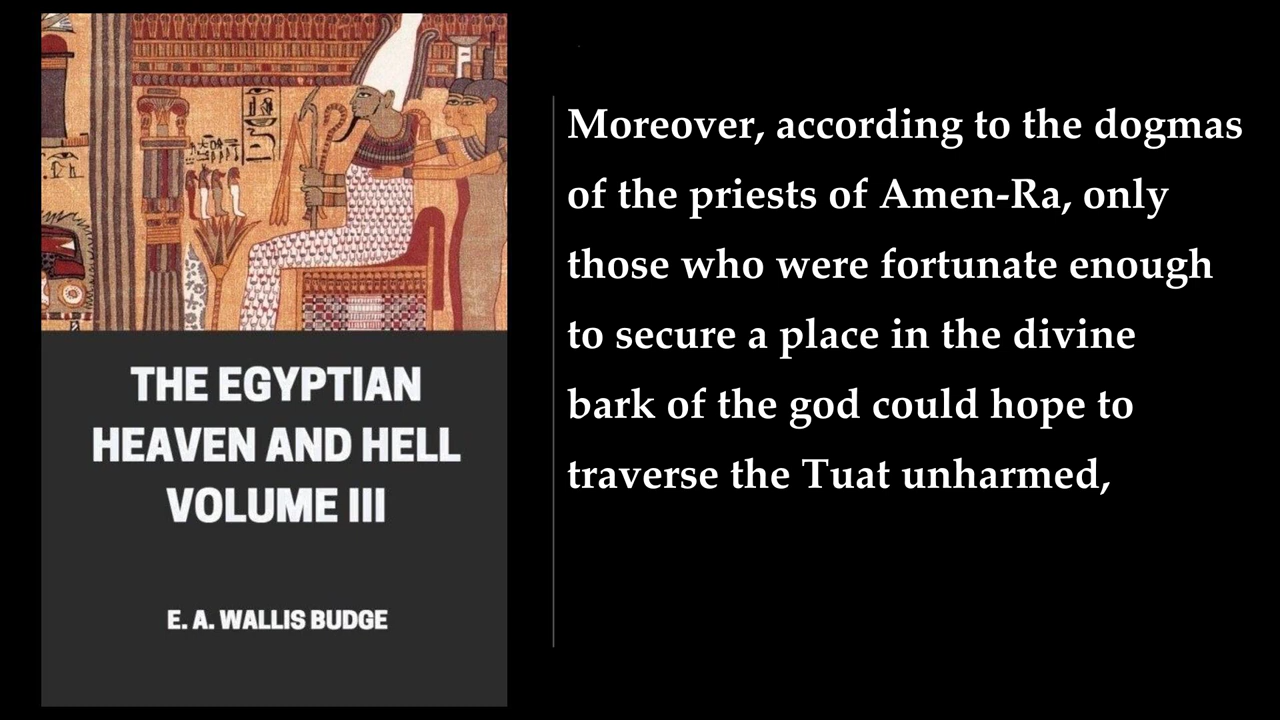 THE EGYPTIAN
HEAVEN AND HELL
VOLUME III
E. A. WALLIS BUDGE
Moreover, according to the dogmas
of the priests of Amen-Ra, only
those who were fortunate enough
to secure a place in the divine
bark of the god could hope to
traverse the Tuat unharmed,